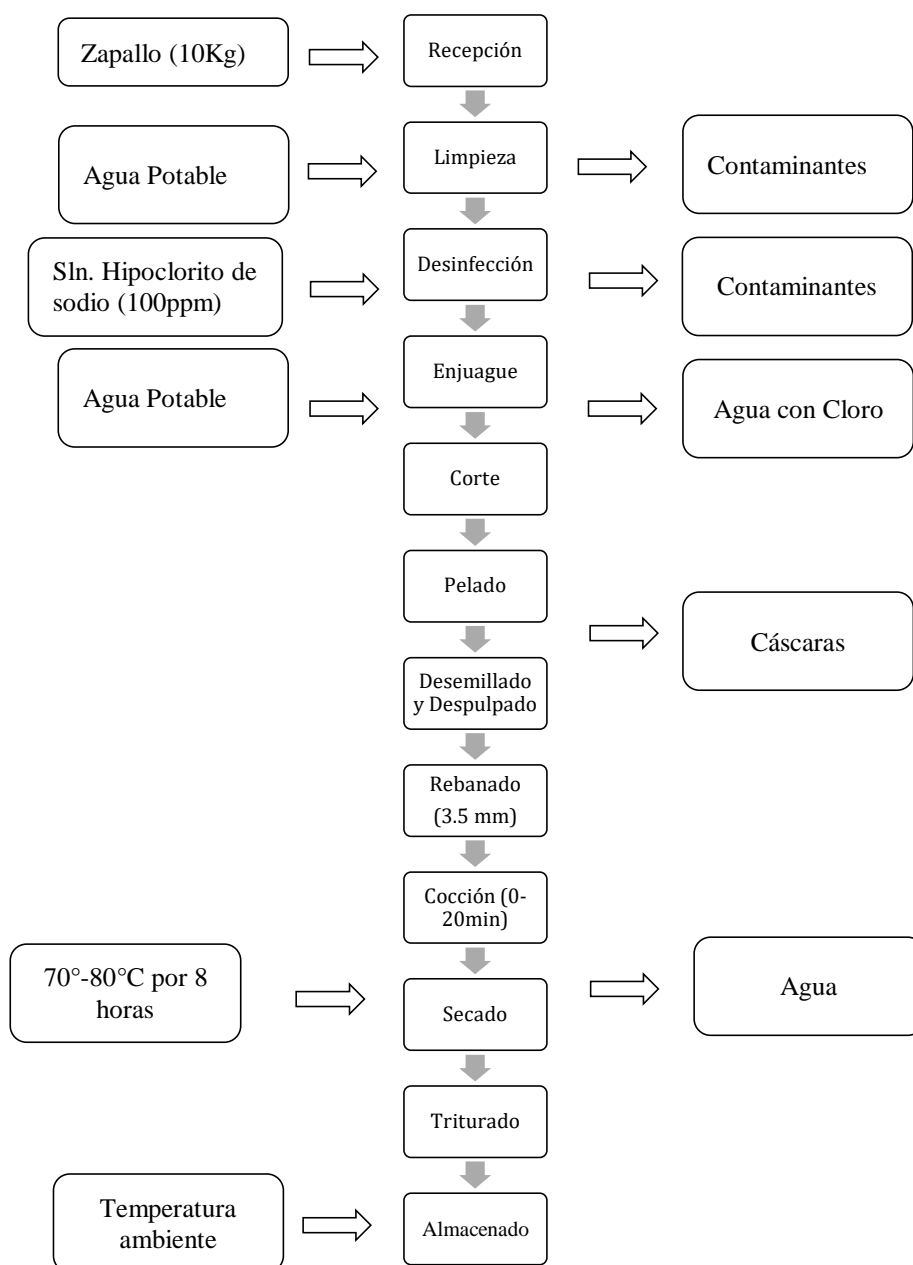 Zapallo (10Kg)
Recepción
Agua Potable
Limpieza
Contaminantes
Sln. Hipoclorito de
sodio (100ppm)
Desinfección
Contaminantes
Agua Potable
Enjuague
Agua con Cloro
Corte
Pelado
Cáscaras
Desemillado
y Despulpado
Rebanado
(3.5 mm)
Cocción (0-
20min)
70°-80°C por 8
horas
Secado
Agua
Triturado
Temperatura
ambiente
Almacenado